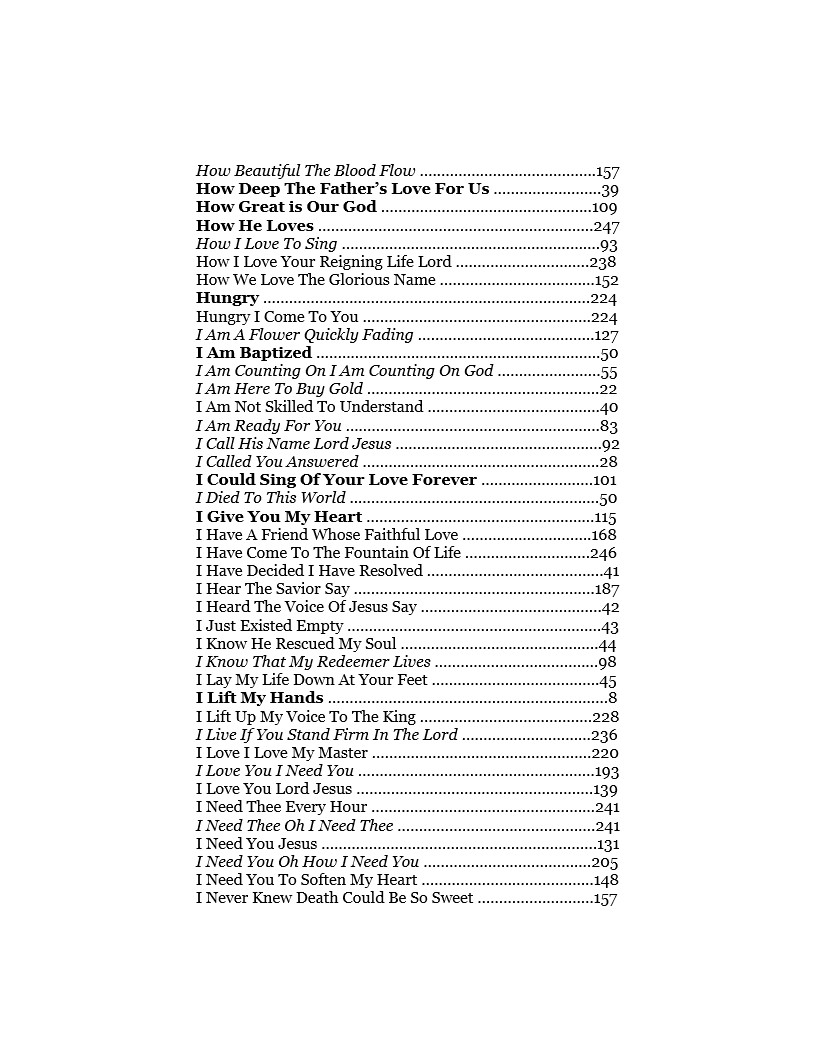 How Beautiful The Blood Flow .........................................157
How Deep The Father’s Love For Us .........................39
How Great is Our God .................................................109
How He Loves ................................................................247
How I Love To Sing ............................................................93
How I Love Your Reigning Life Lord ...............................238
How We Love The Glorious Name ....................................152
Hungry ............................................................................224
Hungry I Come To You .....................................................224
I Am A Flower Quickly Fading .........................................127
I Am Baptized ..................................................................50
I Am Counting On I Am Counting On God ........................55
I Am Here To Buy Gold ......................................................22
I Am Not Skilled To Understand ........................................40
I Am Ready For You ...........................................................83
I Call His Name Lord Jesus ................................................92
I Called You Answered .......................................................28
I Could Sing Of Your Love Forever ..........................101
I Died To This World ..........................................................50
I Give You My Heart .....................................................115
I Have A Friend Whose Faithful Love ..............................168
I Have Come To The Fountain Of Life .............................246
I Have Decided I Have Resolved .........................................41
I Hear The Savior Say ........................................................187
I Heard The Voice Of Jesus Say ..........................................42
I Just Existed Empty ...........................................................43
I Know He Rescued My Soul ..............................................44
I Know That My Redeemer Lives ......................................98
I Lay My Life Down At Your Feet .......................................45
I Lift My Hands .................................................................8
I Lift Up My Voice To The King ........................................228
I Live If You Stand Firm In The Lord ..............................236
I Love I Love My Master ...................................................220
I Love You I Need You .......................................................193
I Love You Lord Jesus .......................................................139
I Need Thee Every Hour ....................................................241
I Need Thee Oh I Need Thee ..............................................241
I Need You Jesus ................................................................131
I Need You Oh How I Need You .......................................205
I Need You To Soften My Heart ........................................148
I Never Knew Death Could Be So Sweet ...........................157